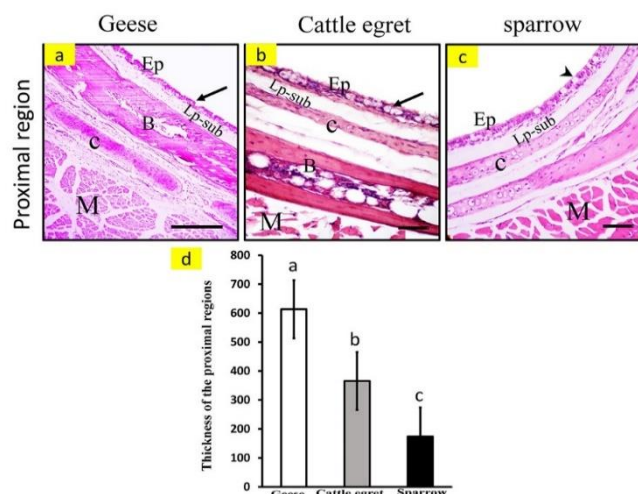 Geese Cattle egret sparrow
a b c
Ep Ep Ep
Lp-sub Lp-sub Lp-sub
B c c
c B
M M M
Proximal region
d
Thickness of the proximal regions
800
700
600
500
400
300
200
100
0
a
b
c
Geese Cattle egret Sparrow